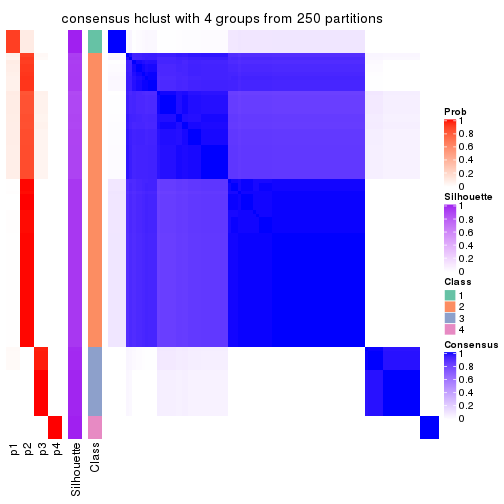 consensus hclust with 4 groups from 250 partitions
Prob
1
0.8
0.6
0.4
0.2
0
Silhouette
1
0.8
0.6
0.4
0.2
0
Class
1
2
3
4
Consensus
1
0.8
0.6
0.4
0.2
0
p1
p2
p3
p4
Silhouette
Class